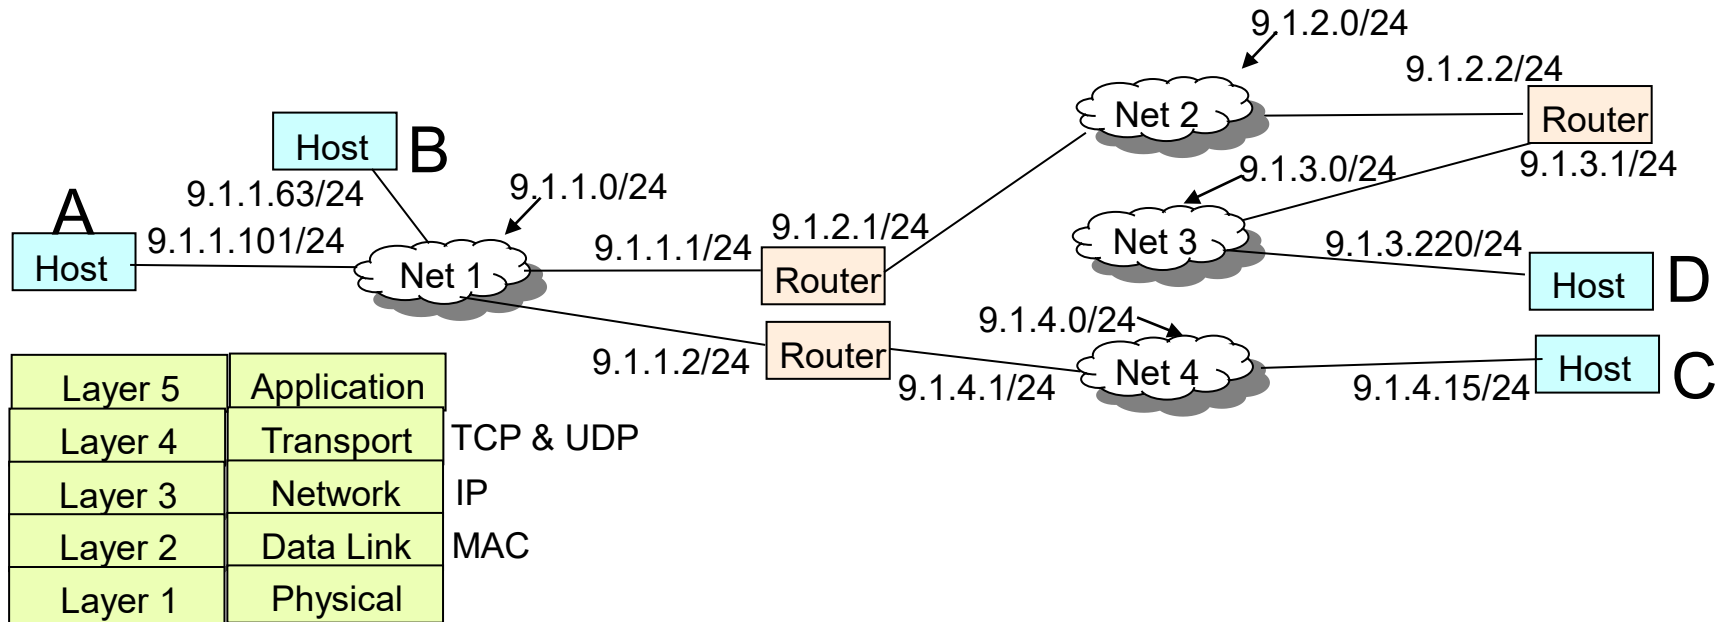 9.1.2.0/24
9.1.2.2/24
Net 2
Router
Host
B
9.1.3.0/24
9.1.3.1/24
A
9.1.1.63/24
9.1.1.0/24
9.1.1.101/24
9.1.1.1/24
9.1.2.1/24
Net 3
9.1.3.220/24
Host
Net 1
Router
Host
D
9.1.4.0/24
9.1.1.2/24
Router
9.1.4.1/24
Net 4
9.1.4.15/24
Host
C
Layer 5 Application
Layer 4 Transport TCP & UDP
Layer 3 Network IP
Layer 2 Data Link MAC
Layer 1 Physical